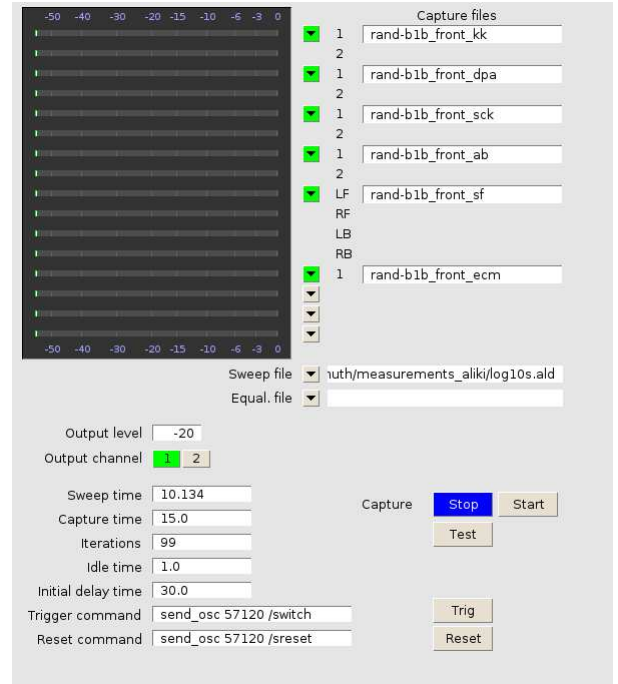 -50 -40 -30 -20 -15 -10 -6 -3 0 Capture files
1 rand-b1b_front_kk
2
1 rand-b1b_front_dpa
2
1 rand-b1b_front_sck
2
1 rand-b1b_front_ab
2
LF rand-b1b_front_sf
RF
LB
RB
1 rand-b1b_front_ecm
-50 -40 -30 -20 -15 -10 -6 -3 0
Sweep file uth/measurements_aliki/log10s.ald
Equal. file
Output level -20
Output channel 1 2
Sweep time 10.134
Capture time 15.0
Capture Stop Start
Iterations 99
Test
Idle time 1.0
Initial delay time 30.0
Trigger command send_osc 57120 /switch Trig
Reset command send_osc 57120 /sreset Reset